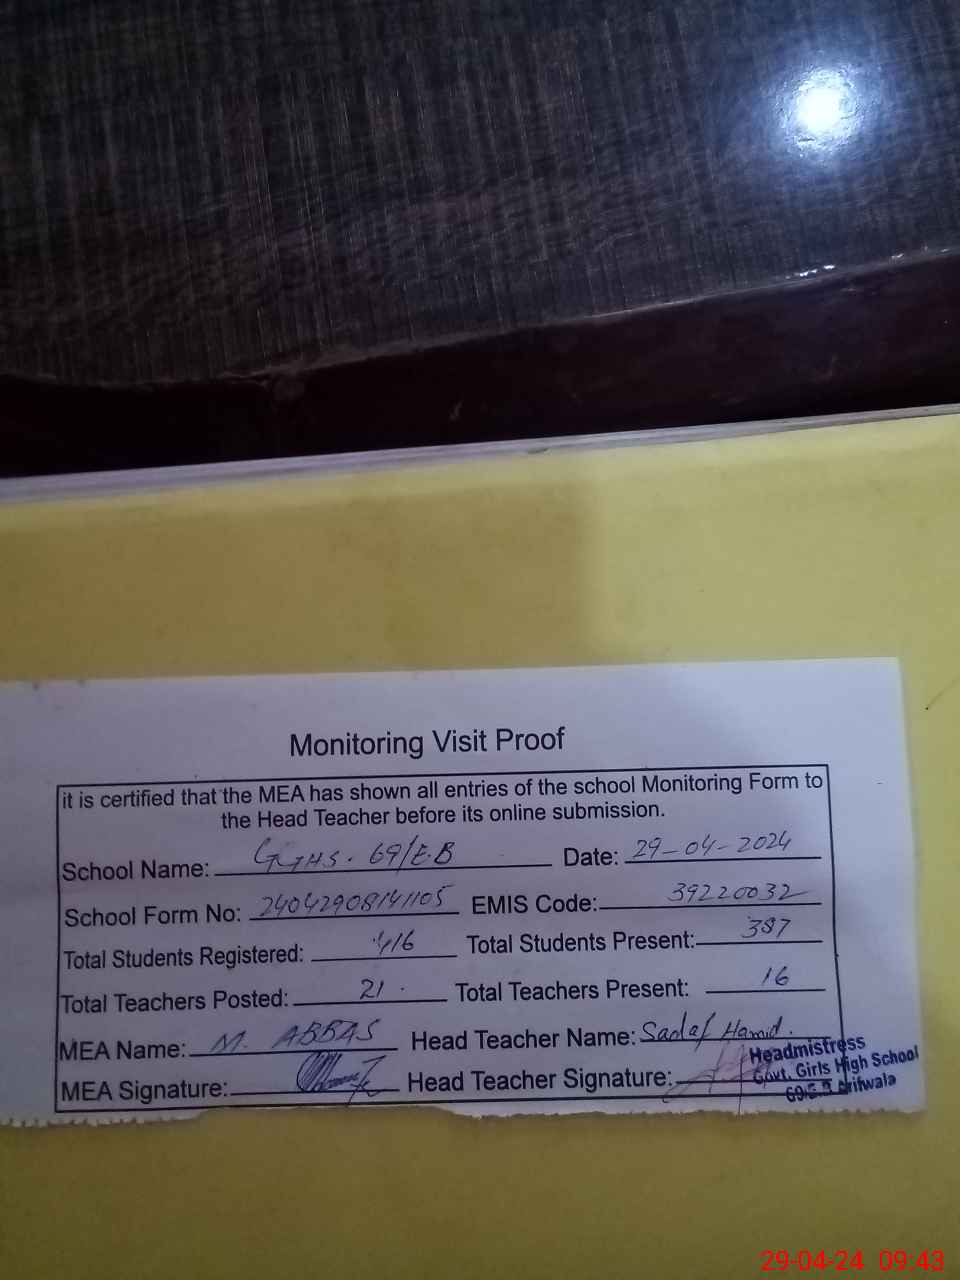 Monitoring Visit Proof
it is certified that the MEA has shown all entries of the school Monitoring Form to
the Head Teacher before its online submission.
School Name: GGHS. 69/E.B Date: 29-04-2024
School Form No: 24042908141105 EMIS Code: 39220032
Total Students Registered: 416 Total Students Present: 387
Total Teachers Posted: 21. Total Teachers Present: 16
MEA Name: M. ABBAS Head Teacher Name: Sadaf Hamid.
MEA Signature: Head Teacher Signature:
Headmistress
Govt. Girls High School
69.E.B Arifwala
29-04-24 09:43